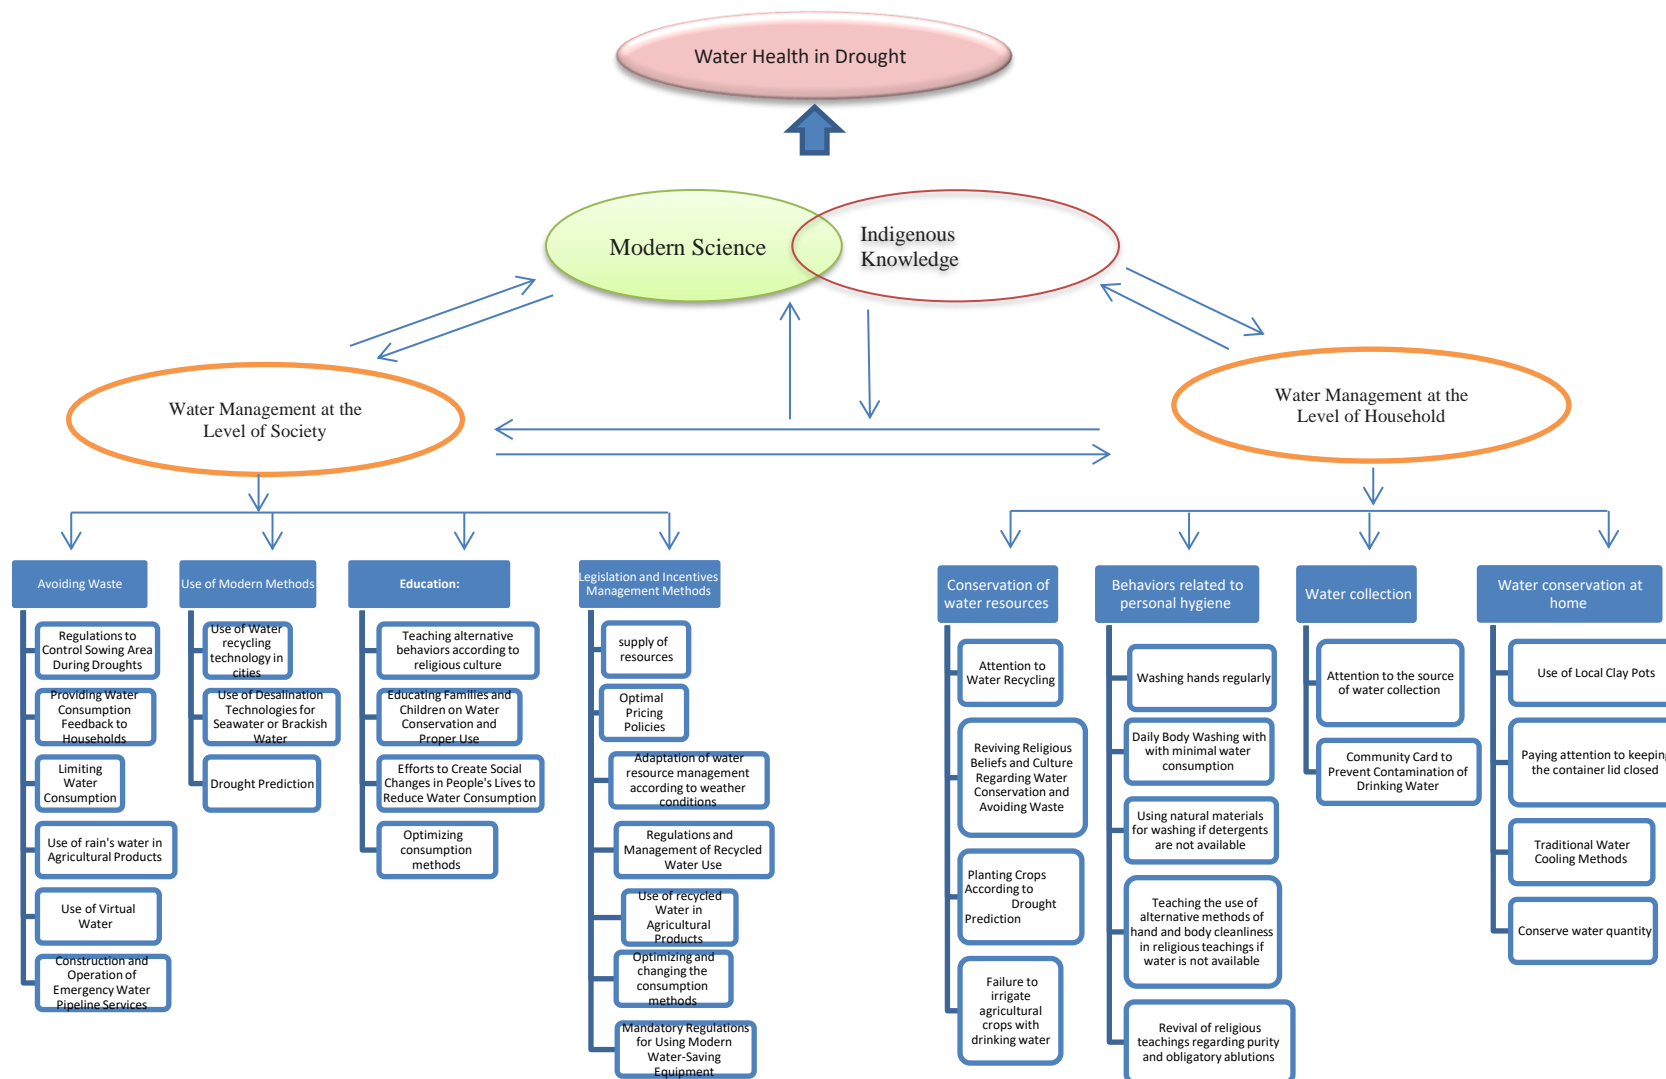 Water Health in Drought
Modern Science
Indigenous
Knowledge
Water Management at the
Level of Society
Water Management at the
Level of Household
Avoiding Waste
Regulations to
Control Sowing Area
During Droughts
Providing Water
Consumption
Feedback to
Households
Limiting
Water
Consumption
Use of rain's water in
Agricultural Products
Use of Virtual
Water
Construction and
Operation of
Emergency Water
Pipeline Services
Use of Modern Methods
Use of Water
recycling
technology in
cities
Use of Desalination
Technologies for
Seawater or Brackish
Water
Drought Prediction
Education:
Teaching alternative
behaviors according to
religious culture
Educating Families and
Children on Water
Conservation and
Proper Use
Efforts to Create Social
Changes in People's Lives to
Reduce Water Consumption
Optimizing
consumption
methods
Legislation and Incentives
Management Methods
supply of
resources
Optimal
Pricing
Policies
Adaptation of water
resource management
according to weather
conditions
Regulations and
Management of Recycled
Water Use
Use of recycled
Water in
Agricultural
Products
Optimizing and
changing the
consumption
methods
Mandatory Regulations
for Using Modern
Water-Saving
Equipment
Conservation of
water resources
Attention to
Water Recycling
Reviving Religious
Beliefs and Culture
Regarding Water
Conservation and
Avoiding Waste
Planting Crops
According to
Drought
Prediction
Failure to
irrigate
agricultural
crops with
drinking water
Behaviors related to
personal hygiene
Washing hands regularly
Daily Body Washing with
with minimal water
consumption
Using natural materials
for washing if detergents
are not available
Teaching the use of
alternative methods of
hand and body cleanliness
in religious teachings if
water is not available
Revival of religious
teachings regarding purity
and obligatory ablutions
Water collection
Attention to the source
of water collection
Community Card to
Prevent Contamination of
Drinking Water
Water conservation at
home
Use of Local Clay Pots
Paying attention to keeping
the container lid closed
Traditional Water
Cooling Methods
Conserve water quantity